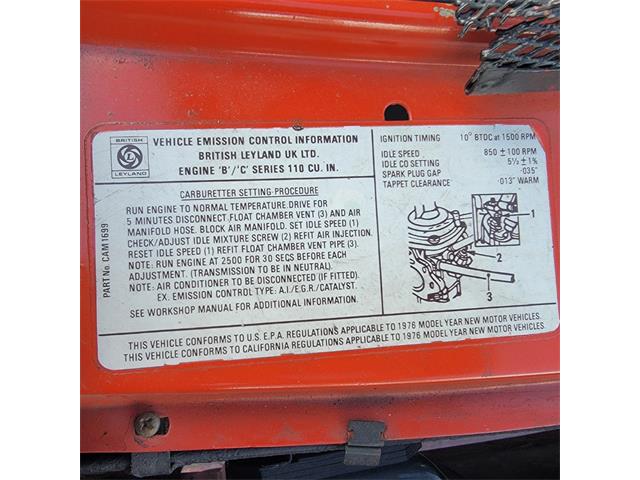 BRITISH
L
LEYLAND
VEHICLE EMISSION CONTROL INFORMATION
BRITISH LEYLAND UK LTD.
ENGINE 'B'/'C' SERIES 110 CU. IN.
CARBURETTER SETTING PROCEDURE
RUN ENGINE TO NORMAL TEMPERATURE. DRIVE FOR
5 MINUTES DISCONNECT FLOAT CHAMBER VENT (3) AND AIR
MANIFOLD HOSE. BLOCK AIR MANIFOLD. SET IDLE SPEED (1)
CHECK/ADJUST IDLE MIXTURE SCREW (2) REFIT AIR INJECTION.
RESET IDLE SPEED (1) REFIT FLOAT CHAMBER VENT PIPE (3).
NOTE: RUN ENGINE AT 2500 FOR 30 SECS BEFORE EACH
ADJUSTMENT. (TRANSMISSION TO BE IN NEUTRAL).
NOTE: AIR CONDITIONER TO BE DISCONNECTED (IF FITTED).
EX. EMISSION CONTROL TYPE: A.I./E.G.R./CATALYST.
SEE WORKSHOP MANUAL FOR ADDITIONAL INFORMATION.
PART No. CAM 1699
IGNITION TIMING 10° BTDC at 1500 RPM
IDLE SPEED 850 ± 100 RPM
IDLE CO SETTING 5½ ± 1%
SPARK PLUG GAP ·035"
TAPPET CLEARANCE ·013" WARM
1
2
3
THIS VEHICLE CONFORMS TO U.S. E.P.A. REGULATIONS APPLICABLE TO 1976 MODEL YEAR NEW MOTOR VEHICLES.
THIS VEHICLE CONFORMS TO CALIFORNIA REGULATIONS APPLICABLE TO 1976 MODEL YEAR NEW MOTOR VEHICLES.